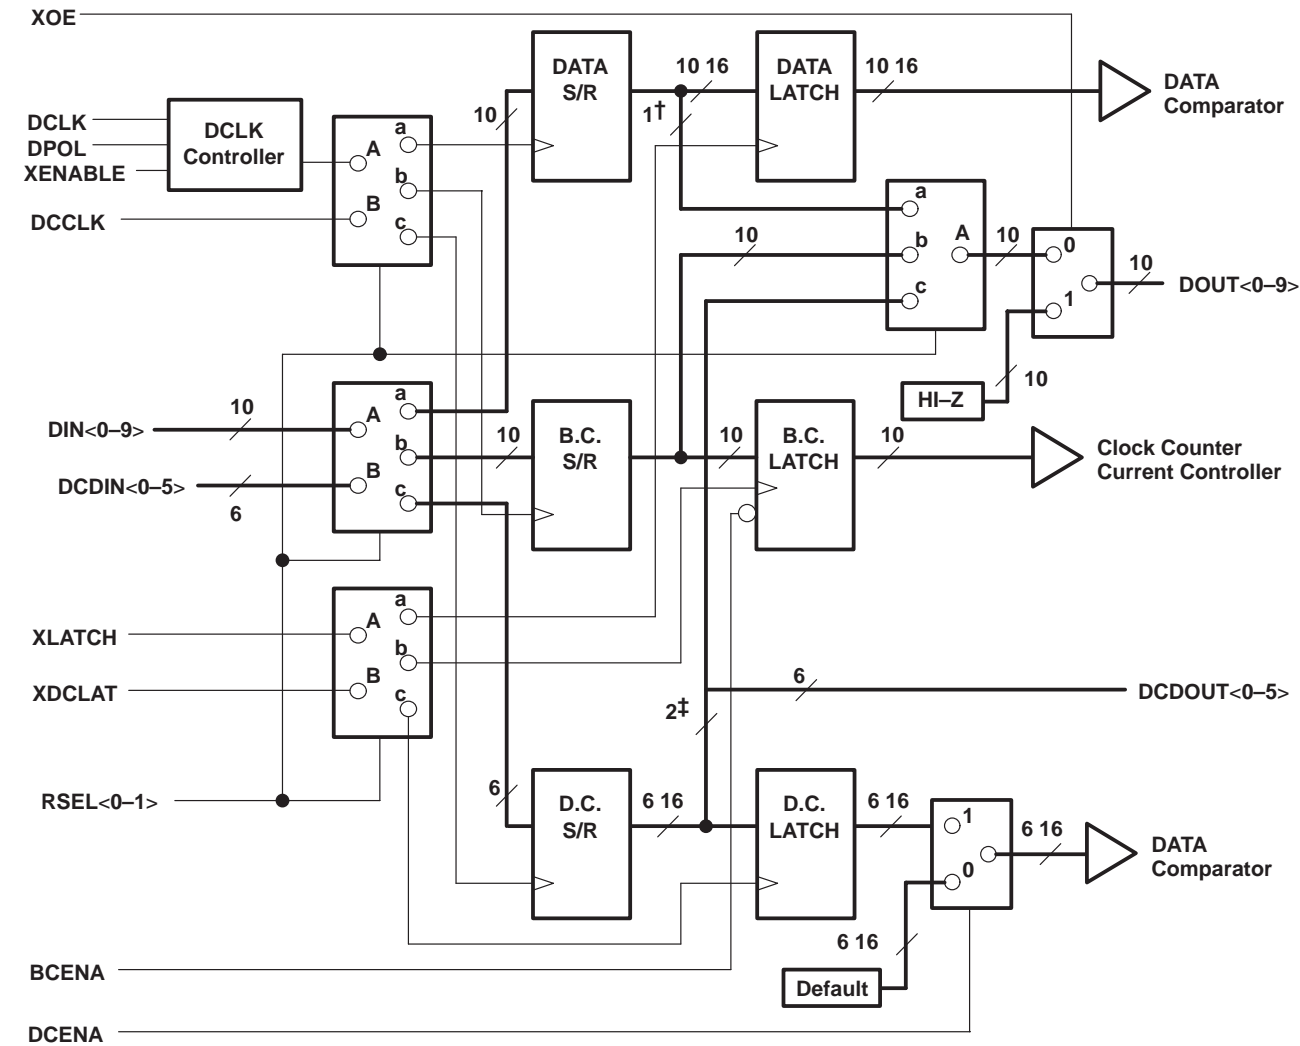 XOE
DATA
S/R
10 16
DATA
LATCH
10 16
DATA
Comparator
10
1†
DCLK
DPOL
XENABLE
DCLK
Controller
A
a
b
B
c
DCCLK
a
b
c
A
10
10
0
1
10
DOUT<0–9>
HI–Z
10
DIN<0–9>
10
DCDIN<0–5>
6
A
B
a
b
c
10
B.C.
S/R
10
B.C.
LATCH
10
Clock Counter
Current Controller
XLATCH
XDCLAT
A
B
a
b
c
6
DCDOUT<0–5>
2‡
RSEL<0–1>
6
D.C.
S/R
6 16
D.C.
LATCH
6 16
1
0
6 16
DATA
Comparator
6 16
Default
BCENA
DCENA